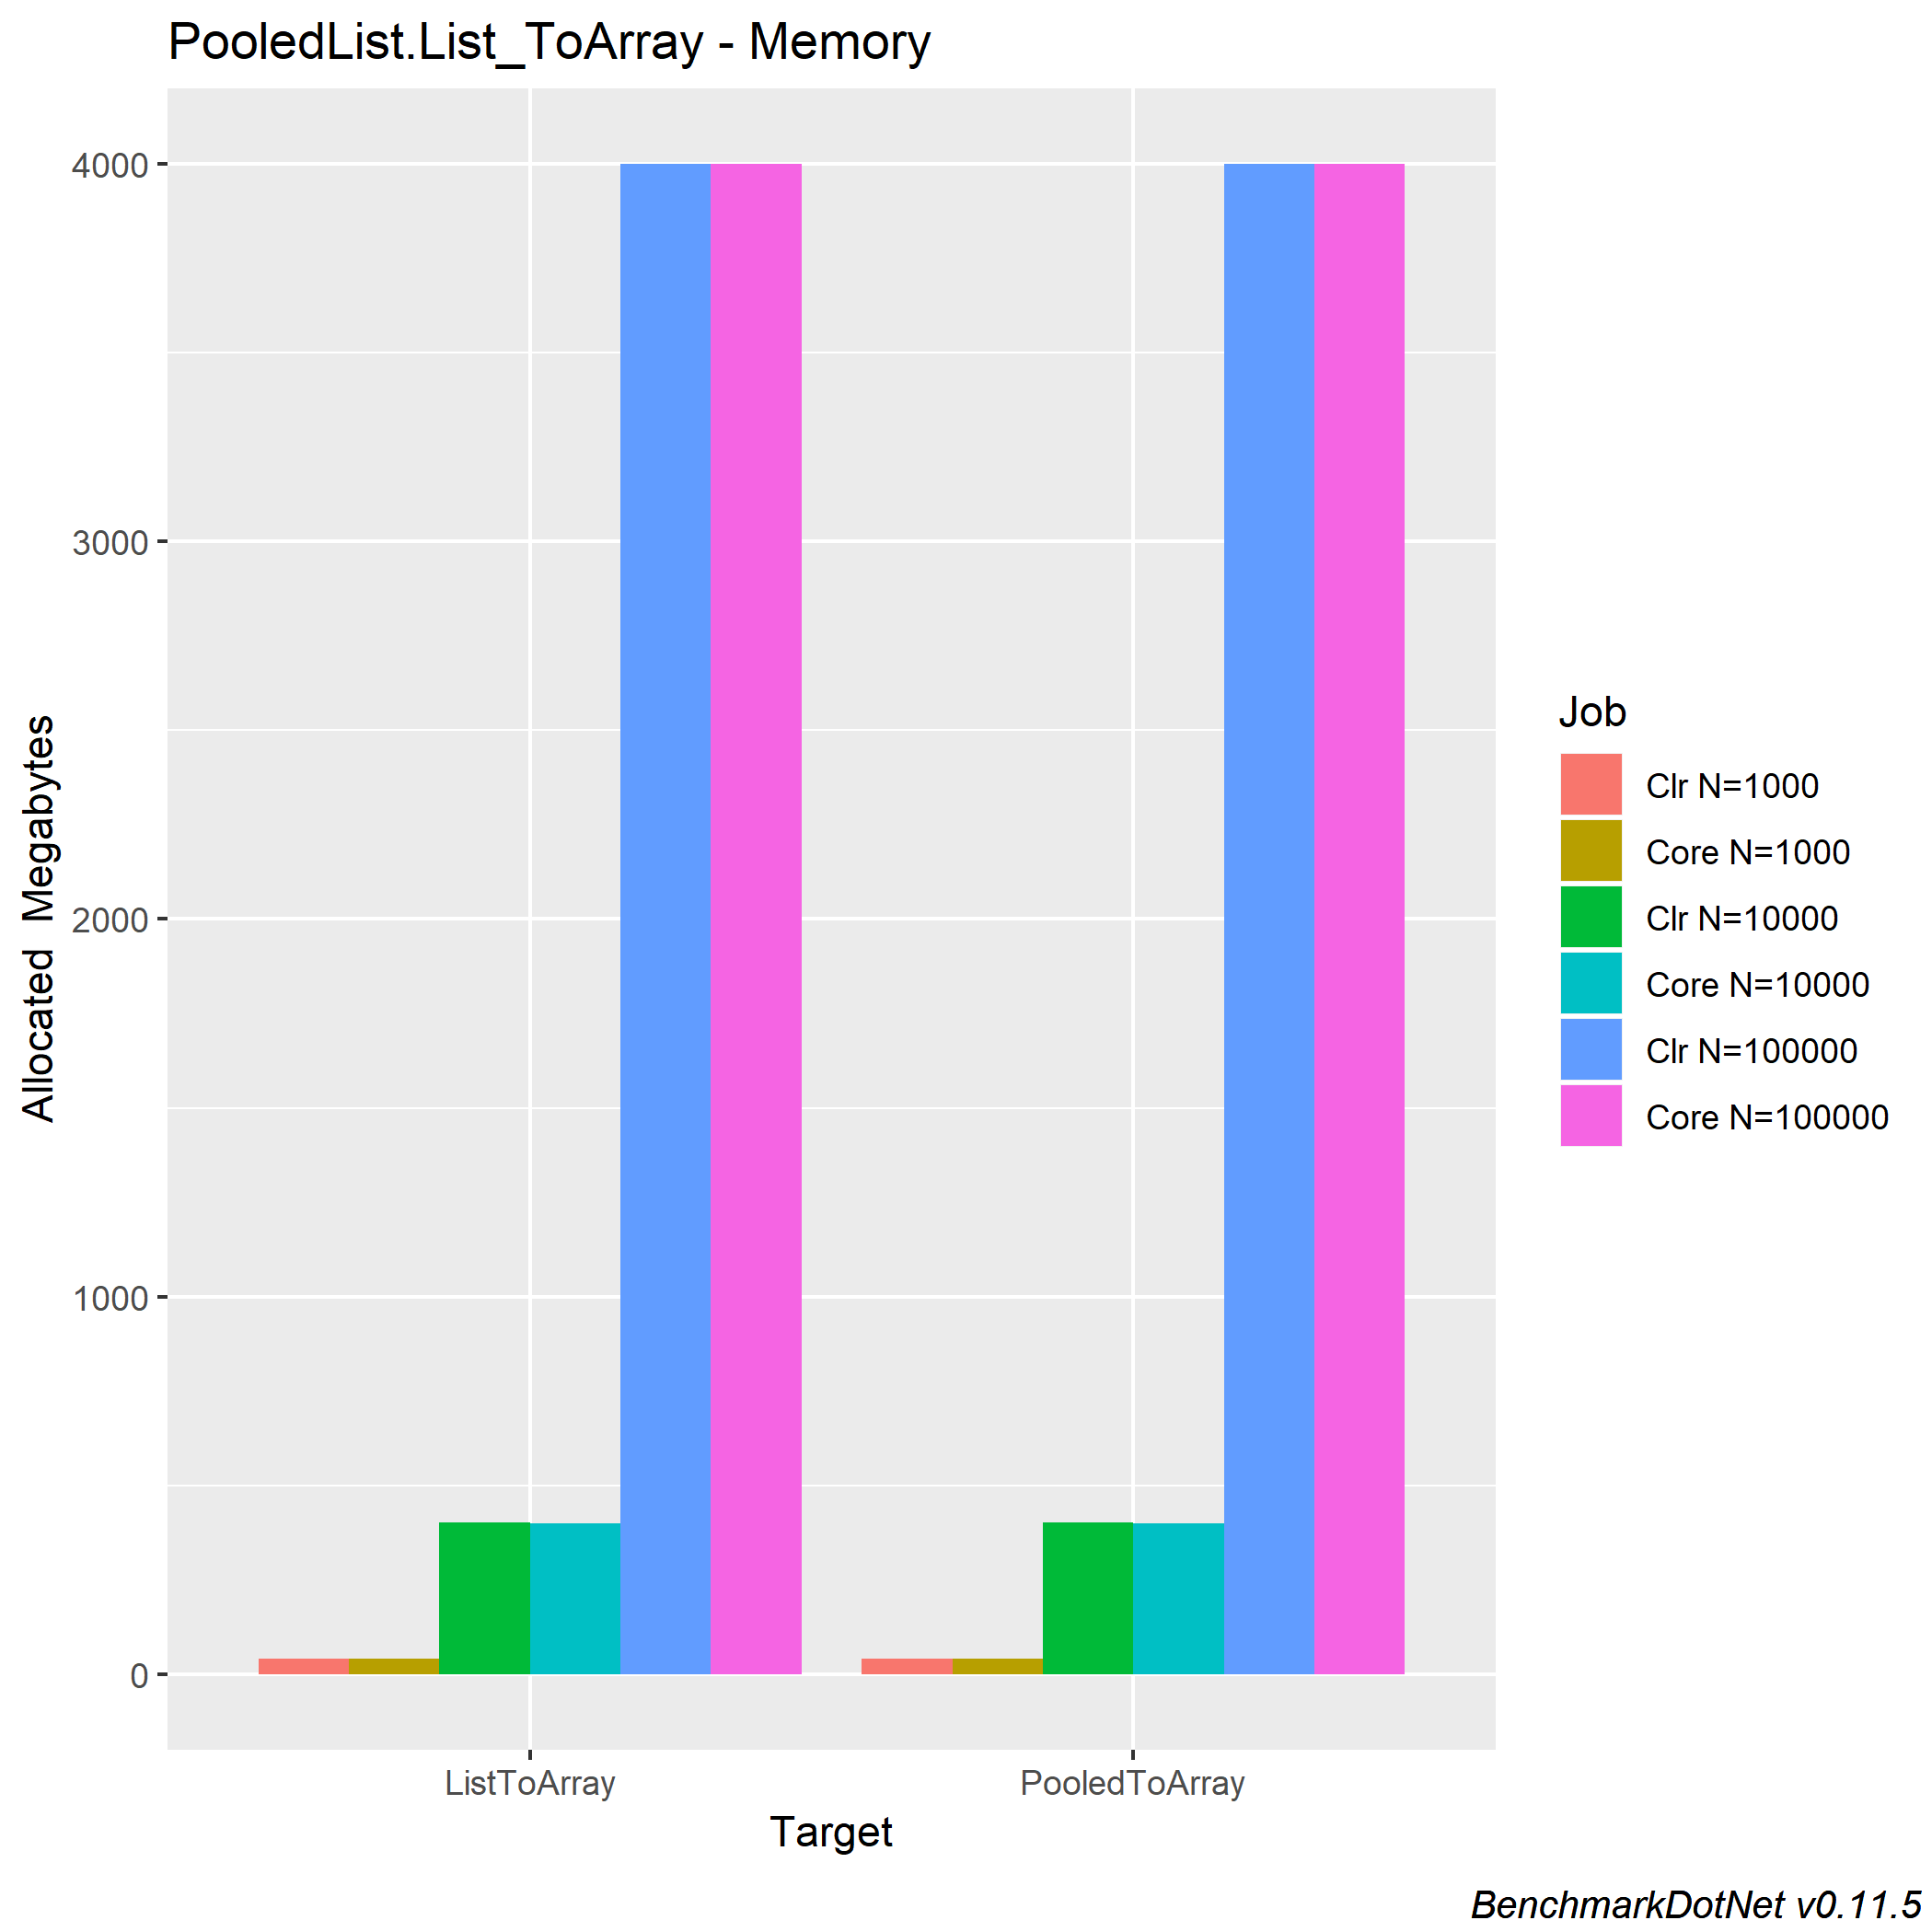 PooledList.List_ToArray - Memory
Allocated Megabytes
4000
3000
2000
1000
0
ListToArray
PooledToArray
Target
Job
Clr N=1000
Core N=1000
Clr N=10000
Core N=10000
Clr N=100000
Core N=100000
BenchmarkDotNet v0.11.5